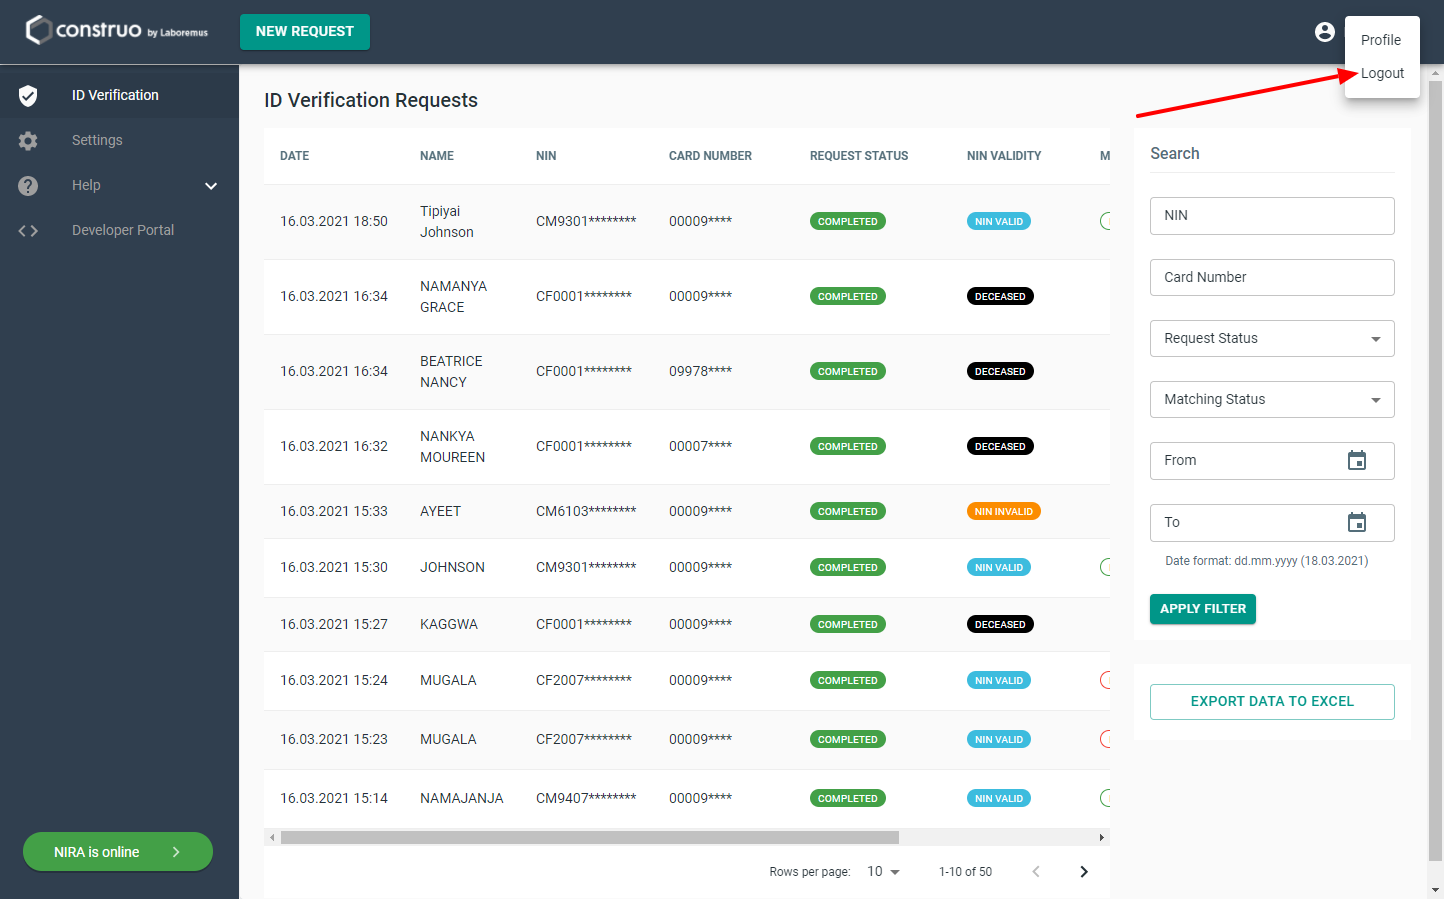 construo by Laboremus
NEW REQUEST
Profile
Logout
ID Verification
Settings
Help
Developer Portal
NIRA is online
ID Verification Requests
DATE NAME NIN CARD NUMBER REQUEST STATUS NIN VALIDITY M
16.03.2021 18:50 Tipiyai Johnson CM9301******** 00009**** COMPLETED NIN VALID
16.03.2021 16:34 NAMANYA GRACE CF0001******** 00009**** COMPLETED DECEASED
16.03.2021 16:34 BEATRICE NANCY CF0001******** 09978**** COMPLETED DECEASED
16.03.2021 16:32 NANKYA MOUREEN CF0001******** 00007**** COMPLETED DECEASED
16.03.2021 15:33 AYEET CM6103******** 00009**** COMPLETED NIN INVALID
16.03.2021 15:30 JOHNSON CM9301******** 00009**** COMPLETED NIN VALID
16.03.2021 15:27 KAGGWA CF0001******** 00009**** COMPLETED DECEASED
16.03.2021 15:24 MUGALA CF2007******** 00009**** COMPLETED NIN VALID
16.03.2021 15:23 MUGALA CF2007******** 00009**** COMPLETED NIN VALID
16.03.2021 15:14 NAMAJANJA CM9407******** 00009**** COMPLETED NIN VALID
Rows per page: 10 1-10 of 50
Search
NIN
Card Number
Request Status
Matching Status
From
To
Date format: dd.mm.yyyy (18.03.2021)
APPLY FILTER
EXPORT DATA TO EXCEL